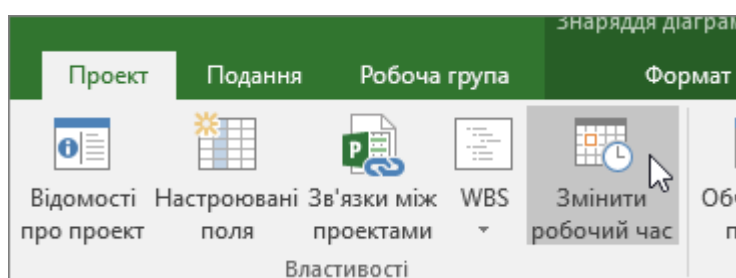 Знаряддя
Проект Подання Робоча група Формат
Відомості про проект
Настроювані поля
Зв'язки між проектами
WBS
Змінити робочий час
Властивості